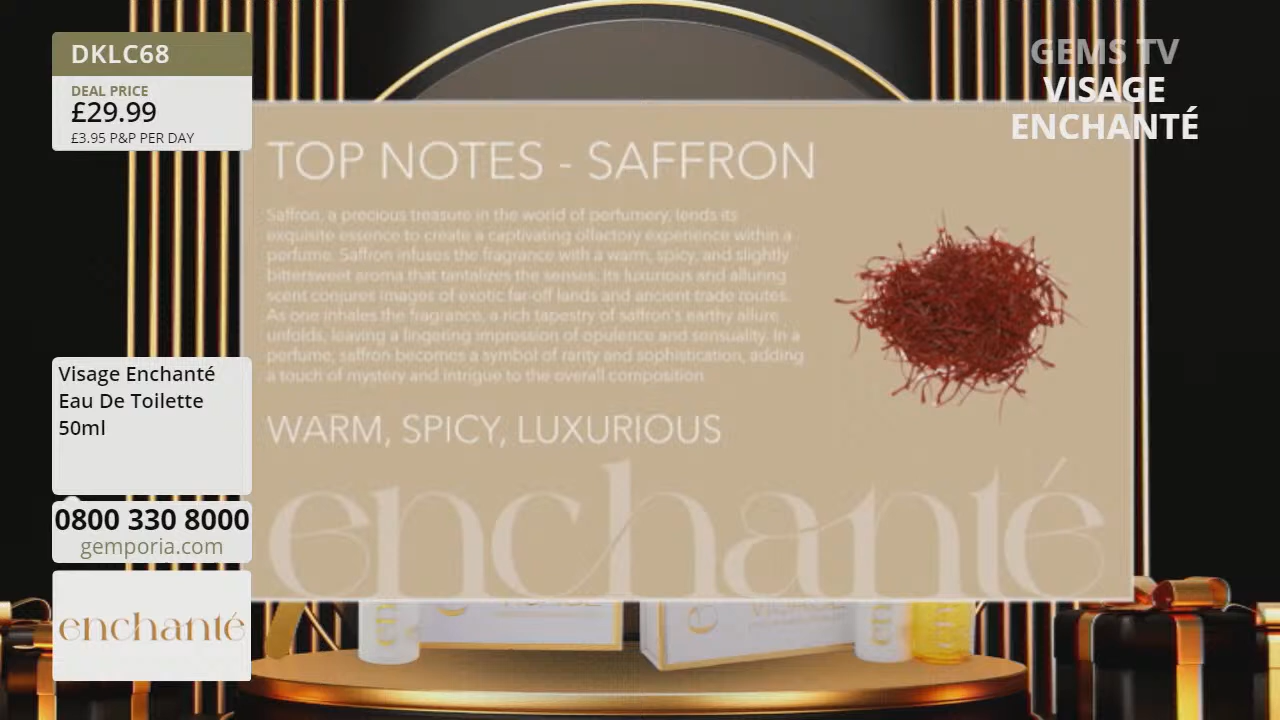 DKLC68
DEAL PRICE
£29.99
£3.95 P&P PER DAY
GEMS TV
VISAGE
ENCHANTÉ
TOP NOTES - SAFFRON
Saffron, a precious treasure in the world of perfumery, lends its
exquisite essence to create a captivating olfactory experience within a
perfume. Saffron infuses the fragrance with a warm, spicy, and slightly
bittersweet aroma that tantalizes the senses. Its luxurious and alluring
scent conjures images of exotic far-off lands and ancient trade routes.
As one inhales the fragrance, a rich tapestry of saffron's earthy allure
unfolds, leaving a lingering impression of opulence and sensuality. In a
perfume, saffron becomes a symbol of rarity and sophistication, adding
a touch of mystery and intrigue to the overall composition.
WARM, SPICY, LUXURIOUS
enchanté
Visage Enchanté
Eau De Toilette
50ml
0800 330 8000
gemporia.com
enchanté